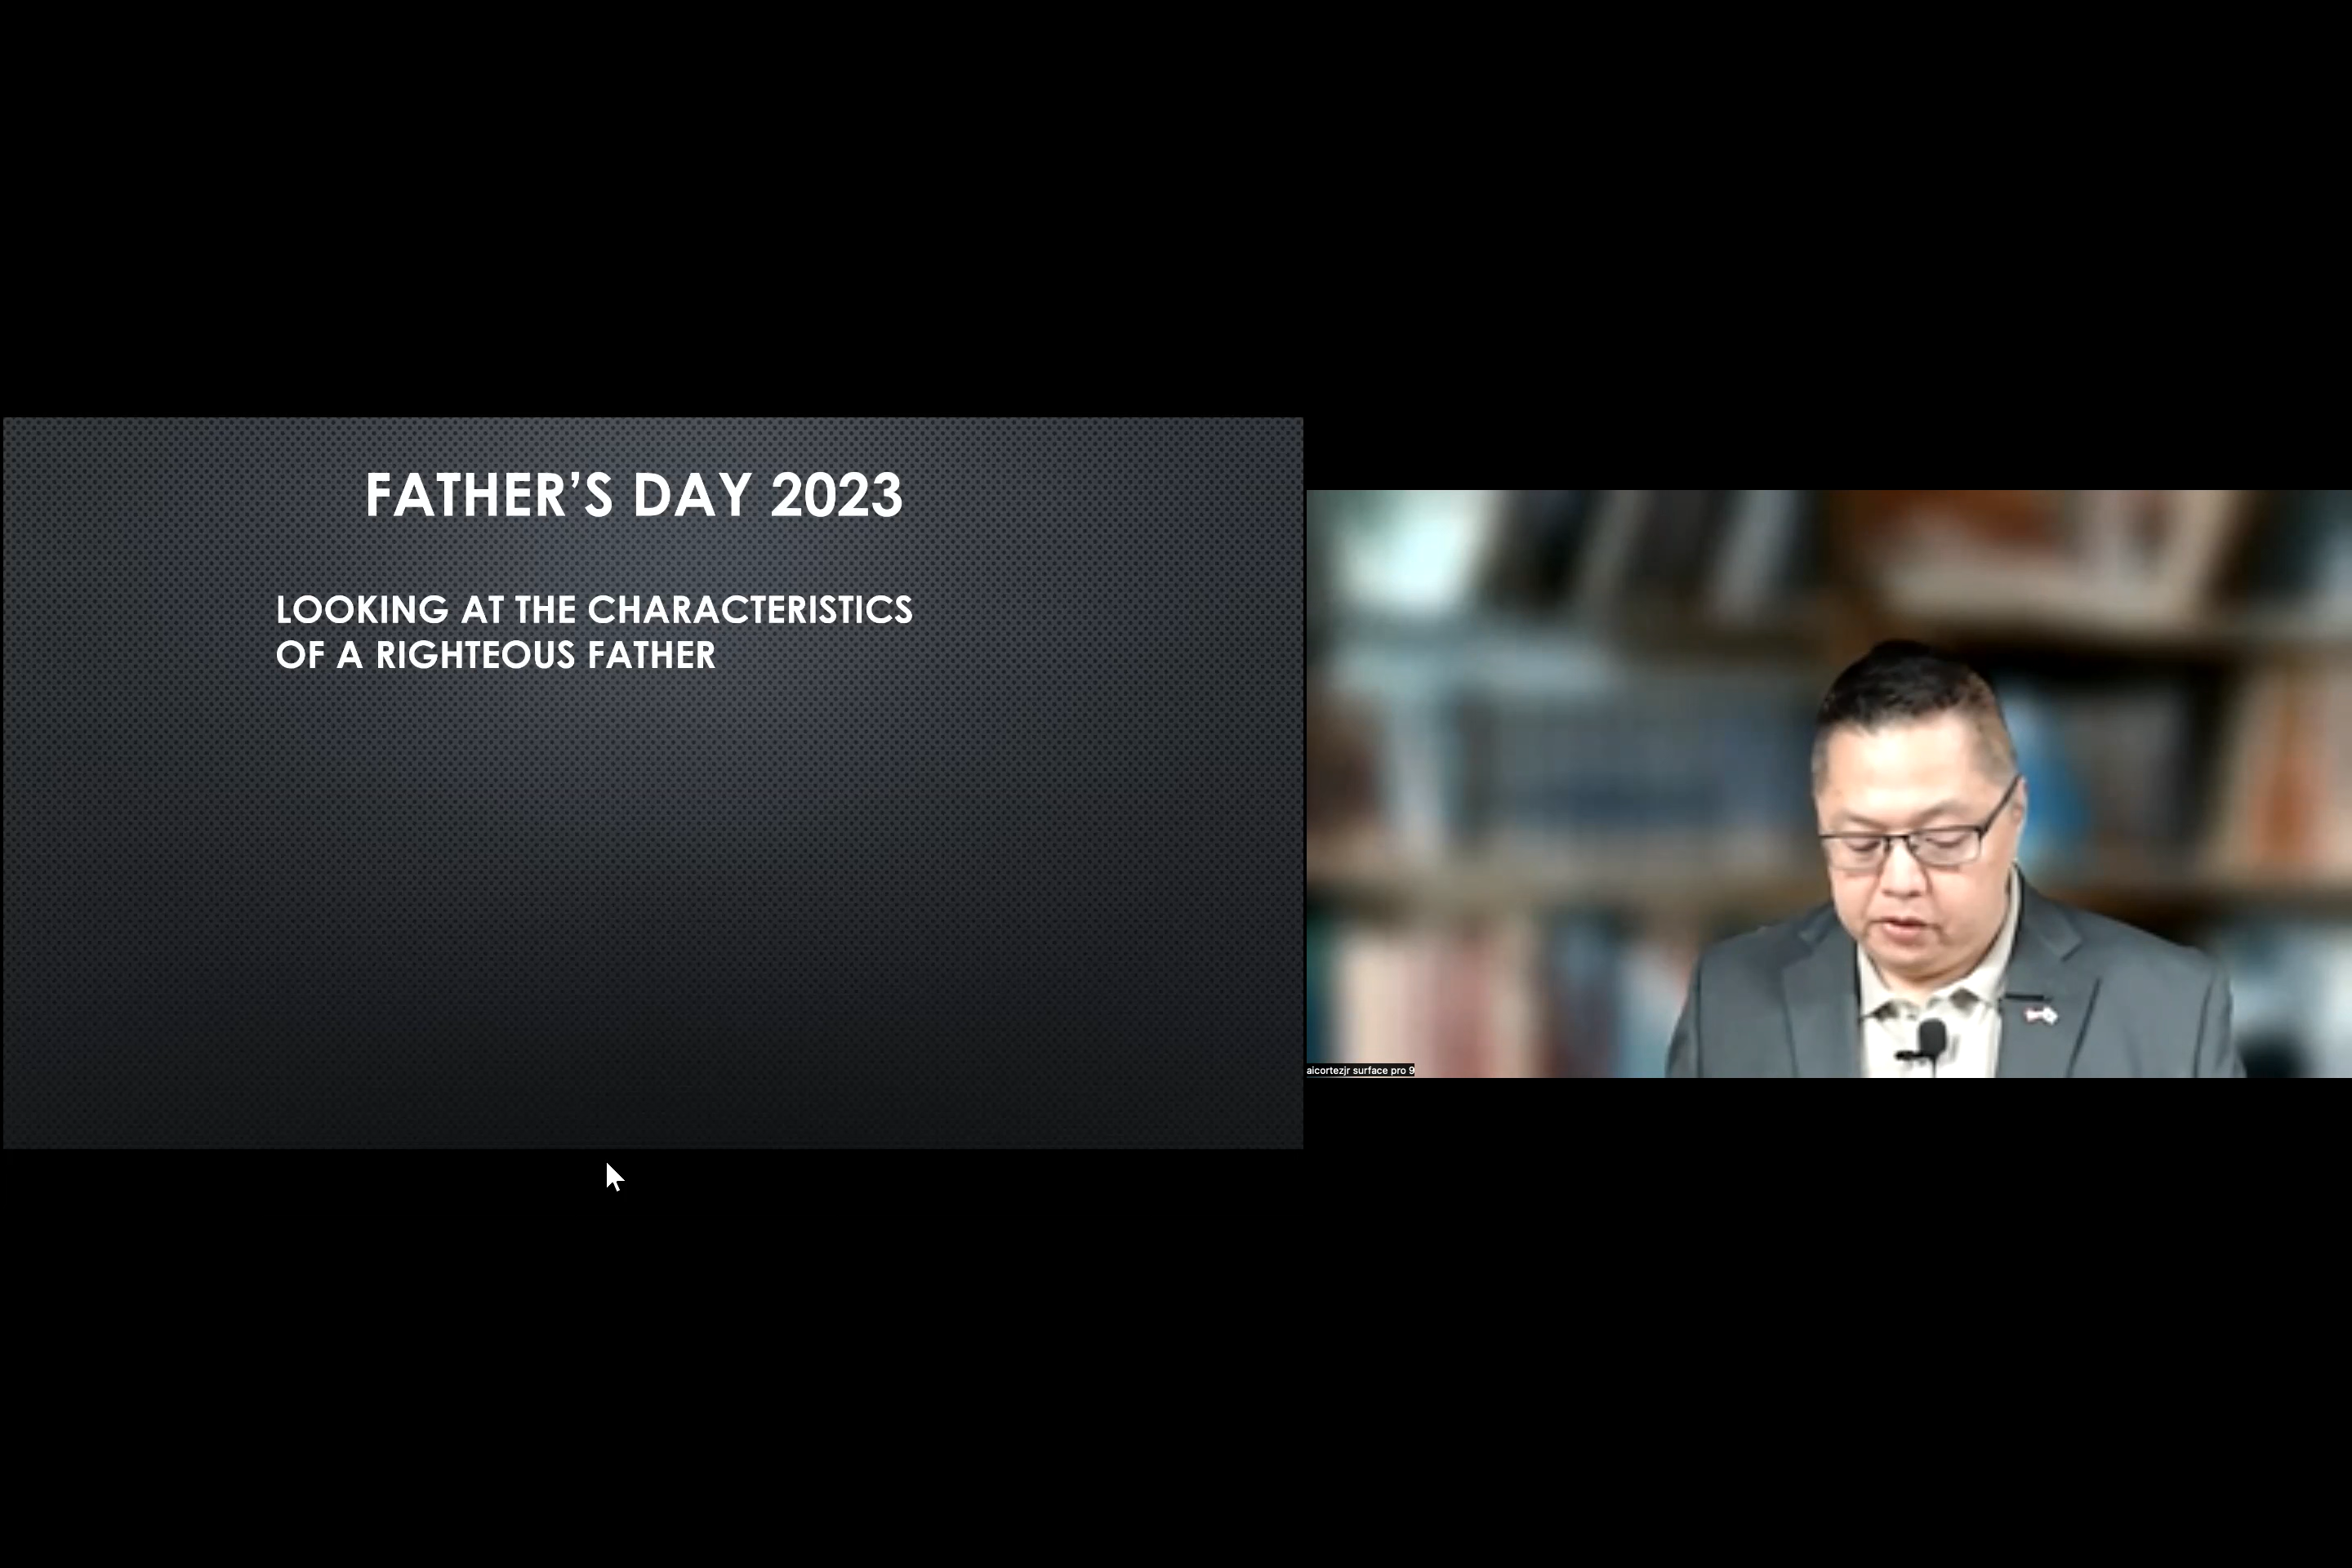 FATHER’S DAY 2023
LOOKING AT THE CHARACTERISTICS
OF A RIGHTEOUS FATHER
aicortezjr surface pro 9